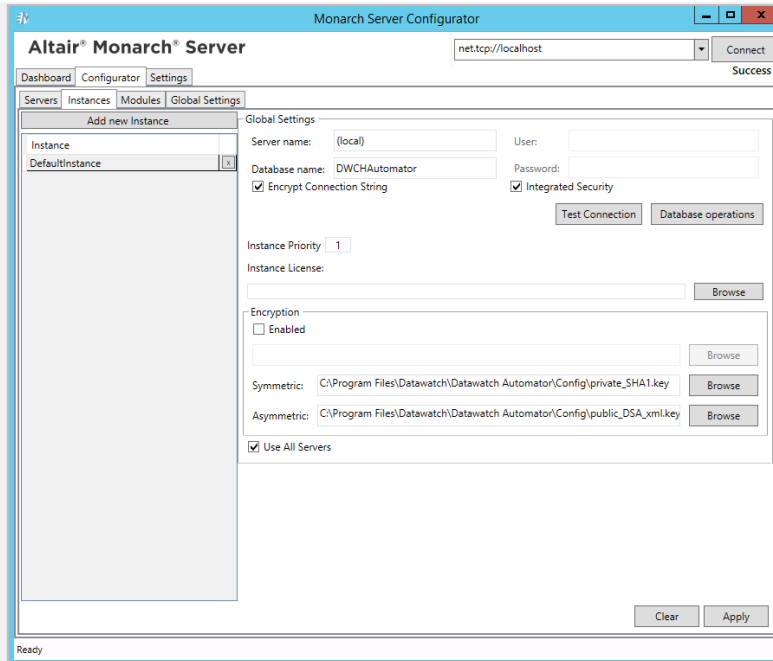 Monarch Server Configurator
Altair® Monarch® Server
net.tcp://localhost
Connect
Success
Dashboard Configurator Settings
Servers Instances Modules Global Settings
Add new Instance
Instance
DefaultInstance x
Global Settings
Server name: (local) User:
Database name: DWCHAutomator Password:
Encrypt Connection String Integrated Security
Test Connection Database operations
Instance Priority 1
Instance License:
Browse
Encryption
Enabled
Browse
Symmetric: C:\Program Files\Datawatch\Datawatch Automator\Config\private_SHA1.key Browse
Asymmetric: C:\Program Files\Datawatch\Datawatch Automator\Config\public_DSA_xml.key Browse
Use All Servers
Clear Apply
Ready